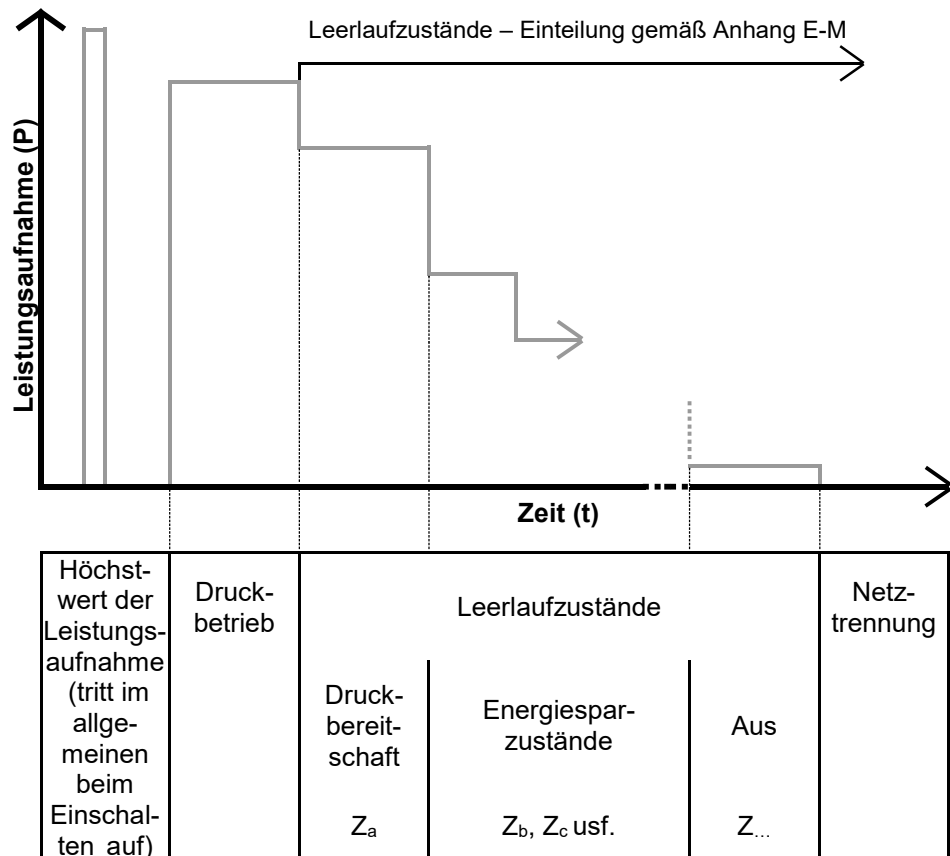 Leerlaufzustände – Einteilung gemäß Anhang E-M
Leistungsaufnahme (P)
Zeit (t)
Höchst-
wert der
Leistungs-
aufnahme
(tritt im
allge-
meinen
beim
Einschal-
ten auf)
Druck-
betrieb
Leerlaufzustände
Netz-
trennung
Druck-
bereit-
schaft
Za
Energiespar-
zustände
Zb, Zc usf.
Aus
Z...